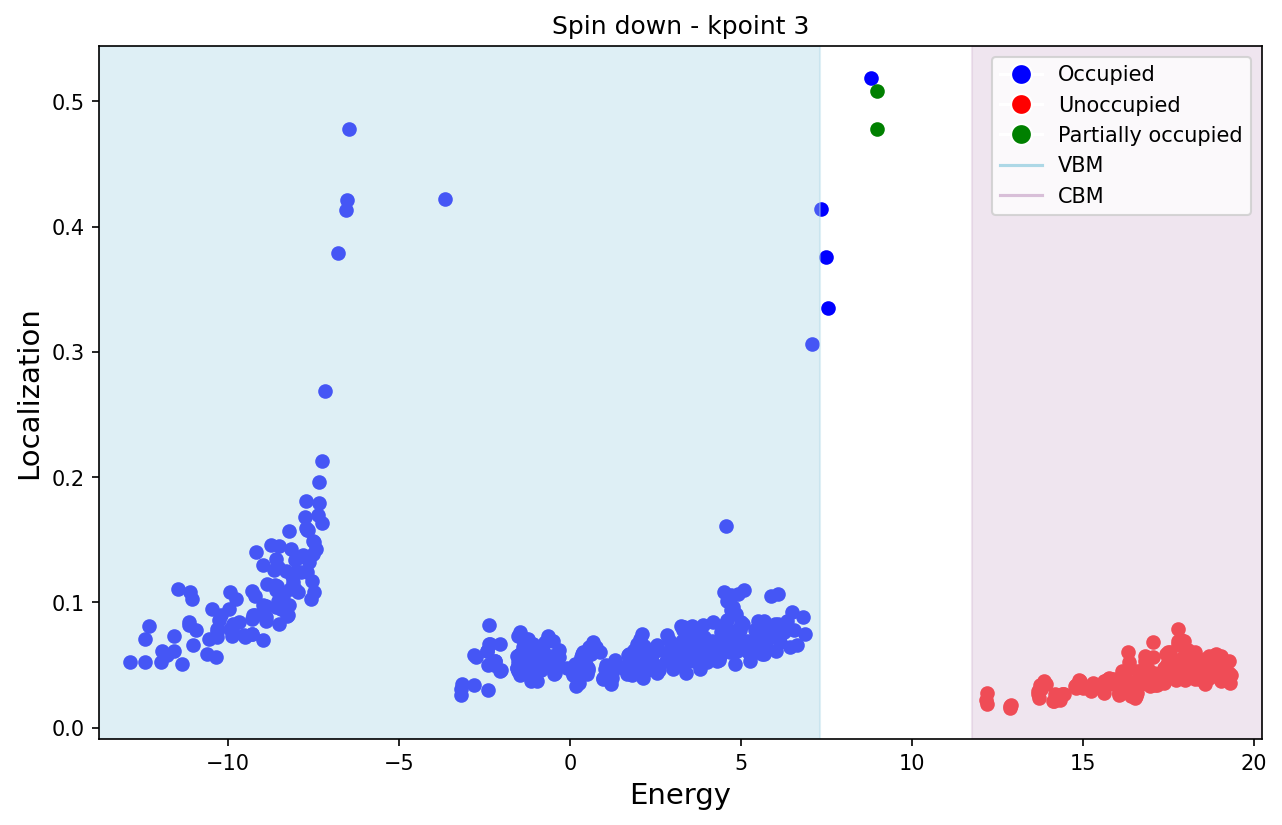 Spin down - kpoint 3
Localization
0.5
0.4
0.3
0.2
0.1
0.0
Occupied
Unoccupied
Partially occupied
VBM
CBM
−10
−5
0
5
10
15
20
Energy